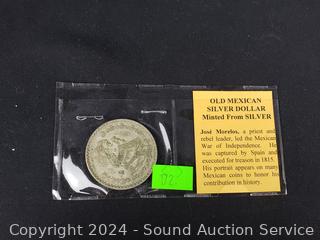 OLD MEXICAN
SILVER DOLLAR
Minted From SILVER
José Morelos, a priest and
rebel leader, led the Mexican
War of Independence. He
was captured by Spain and
executed for treason in 1815.
His portrait appears on many
Mexican coins to honor his
contribution in history.
172
Copyright 2024 - Sound Auction Service